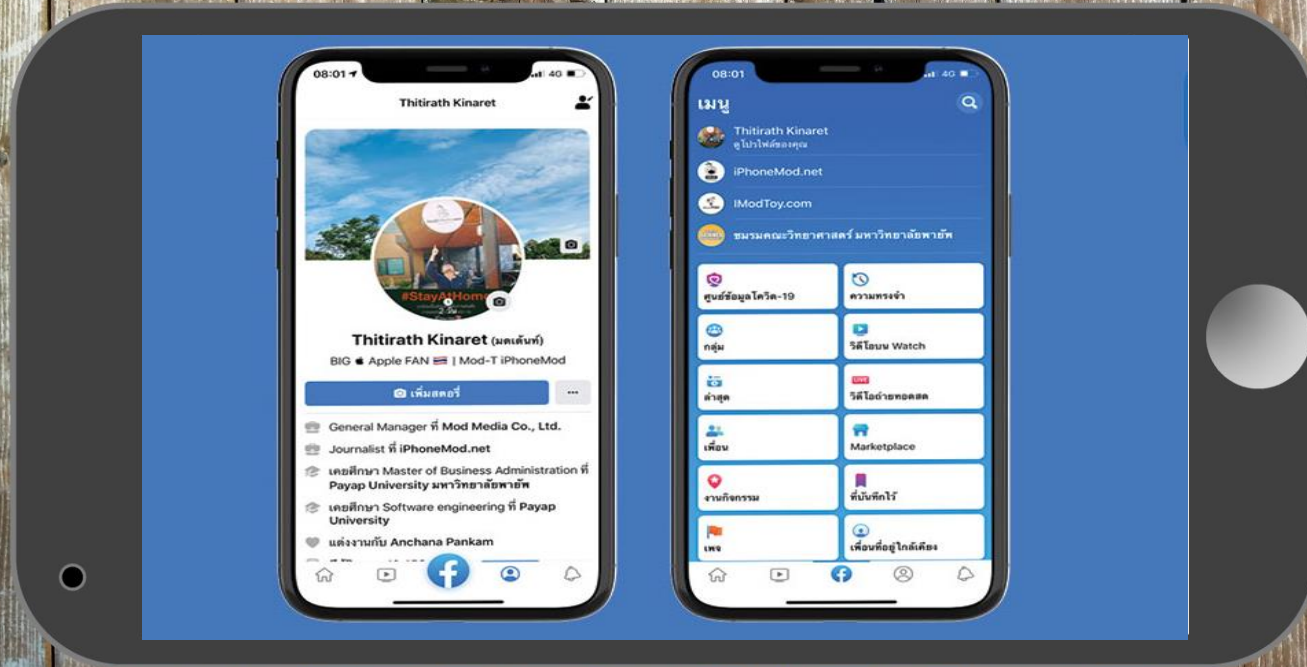 08:01
4G
Thitirath Kinaret
#StayAtHome
2 วัน
Thitirath Kinaret (มดเด้นท์)
BIG Apple FAN 🇹🇭 | Mod-T iPhoneMod
เพิ่มสตอรี่
General Manager ที่ Mod Media Co., Ltd.
Journalist ที่ iPhoneMod.net
เคยศึกษา Master of Business Administration ที่
Payap University มหาวิทยาลัยพายัพ
เคยศึกษา Software engineering ที่ Payap
University
แต่งงานกับ Anchana Pankam
08:01
4G
เมนู
Thitirath Kinaret
ดูโปรไฟล์ของคุณ
iPhoneMod.net
IModToy.com
ชมรมคณะวิทยาศาสตร์ มหาวิทยาลัยพายัพ
ศูนย์ข้อมูลโควิด-19
ความทรงจำ
กลุ่ม
วิดีโอบน Watch
ล่าสุด
LIVE
วิดีโอถ่ายทอดสด
เพื่อน
Marketplace
งานกิจกรรม
ที่บันทึกไว้
เพจ
เพื่อนที่อยู่ใกล้เคียง